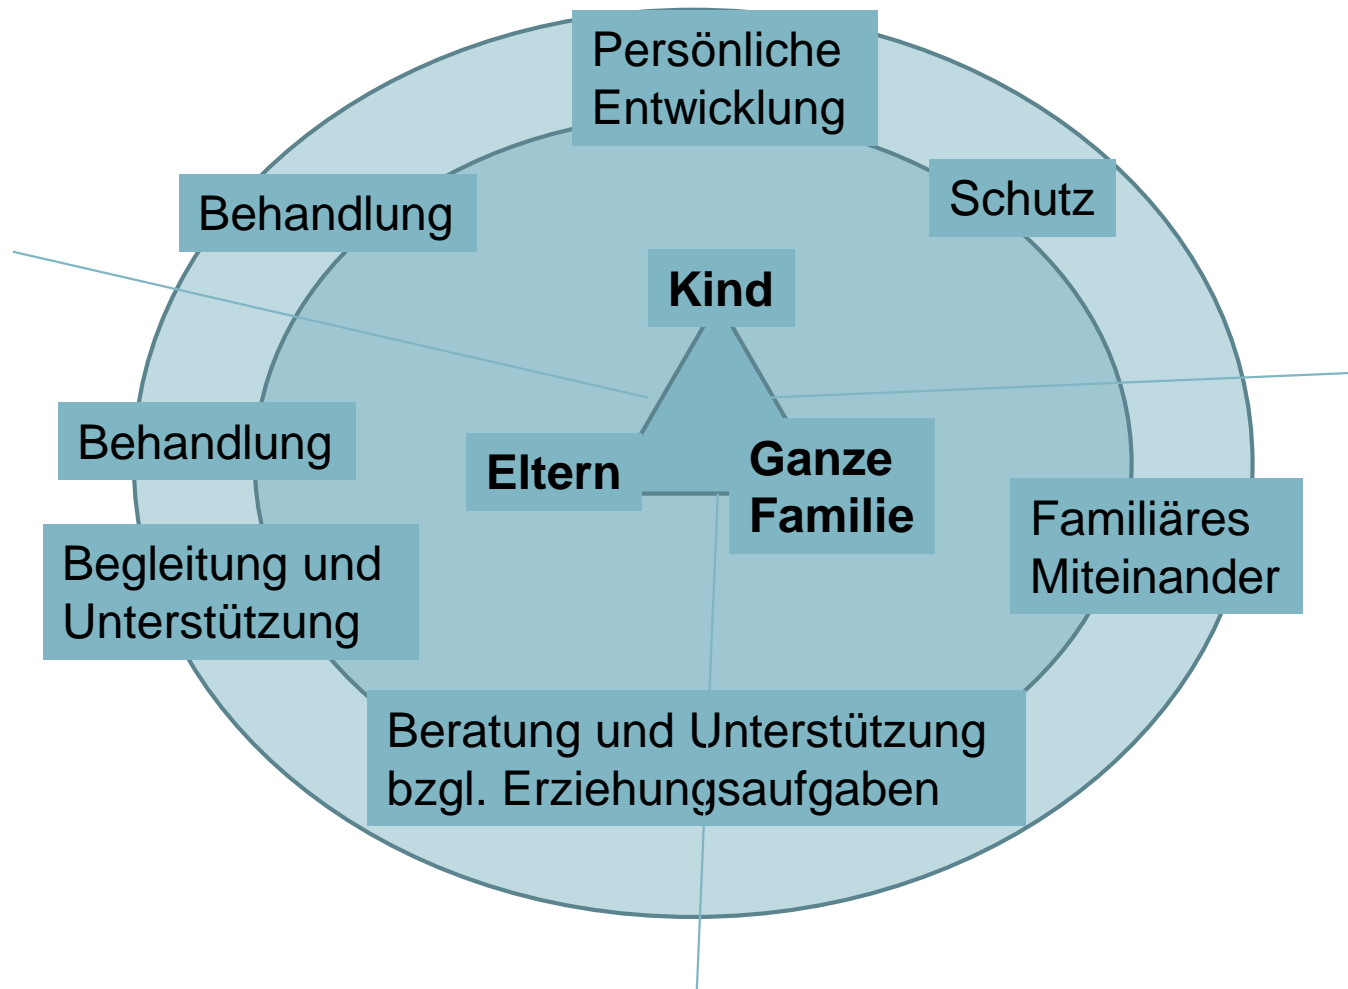 Persönliche
Entwicklung
Schutz
Behandlung
Kind
Behandlung
Eltern
Ganze
Familie
Familiäres
Miteinander
Begleitung und
Unterstützung
Beratung und Unterstützung
bzgl. Erziehungsaufgaben